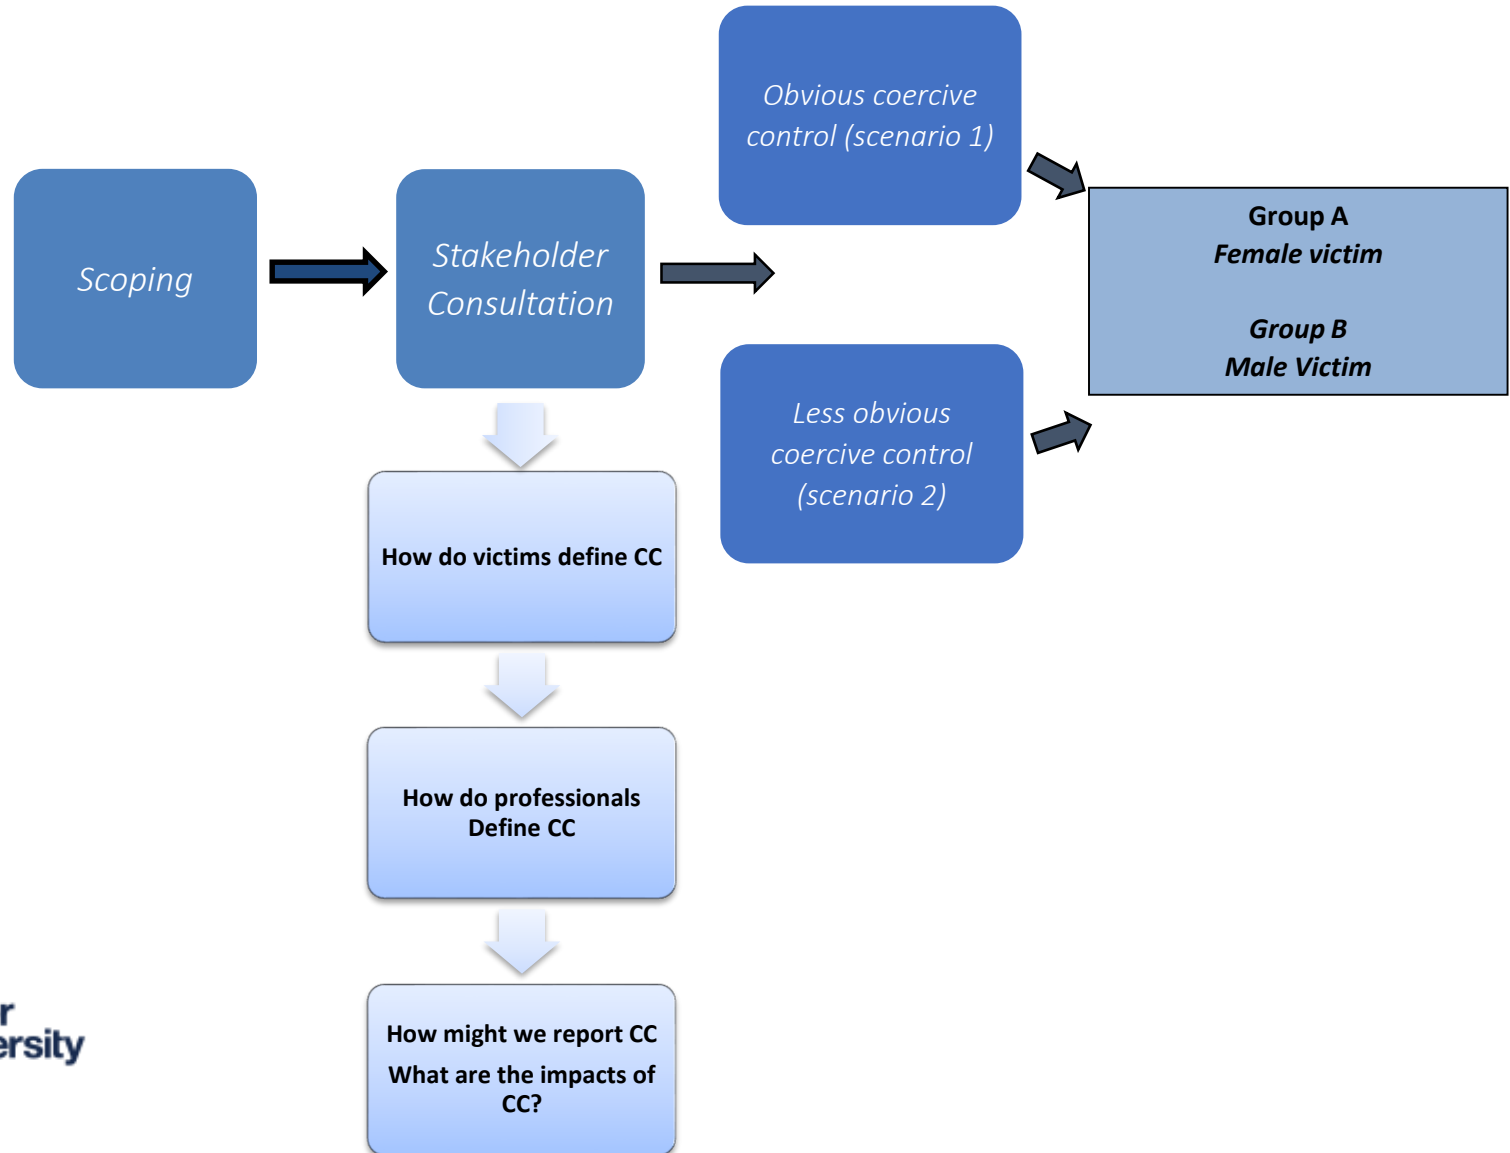 Scoping
Stakeholder
Consultation
Obvious coercive
control (scenario 1)
Less obvious
coercive control
(scenario 2)
Group A
Female victim
Group B
Male Victim
How do victims define CC
How do professionals
Define CC
How might we report CC
What are the impacts of
CC?
r
ersity